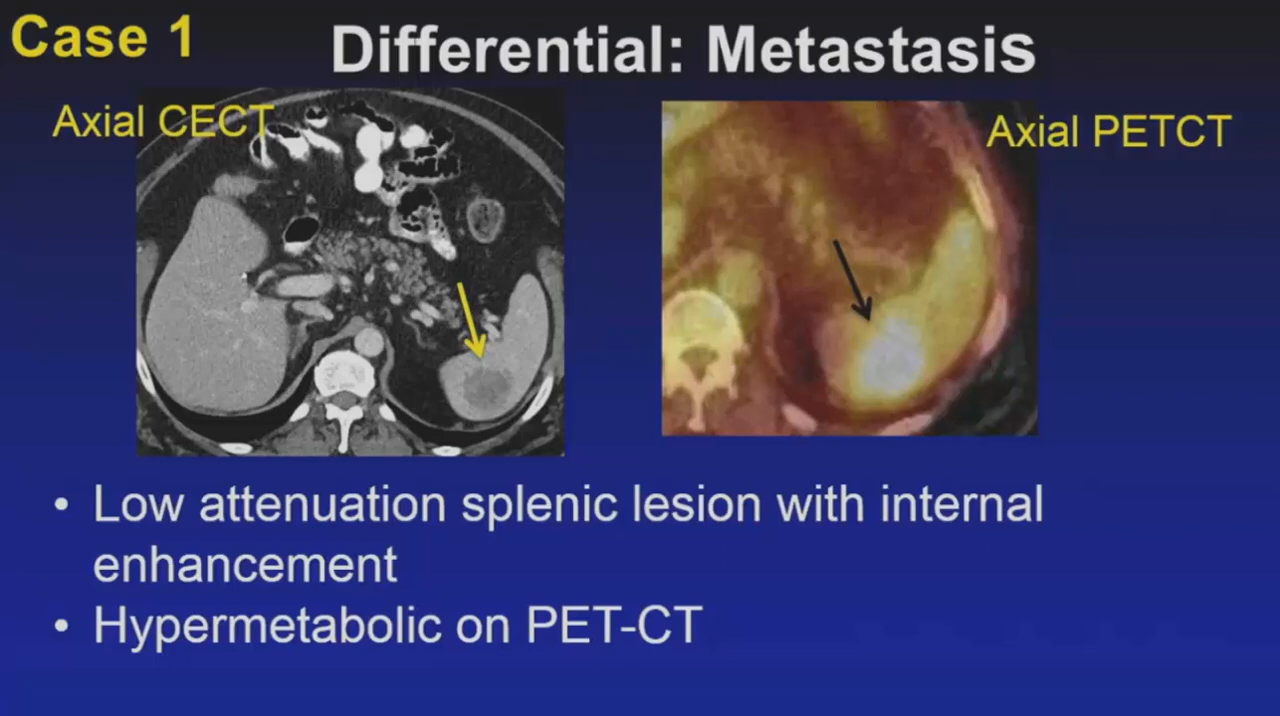 Case 1
Differential: Metastasis
Axial CECT
Axial PETCT
• Low attenuation splenic lesion with internal
enhancement
• Hypermetabolic on PET-CT